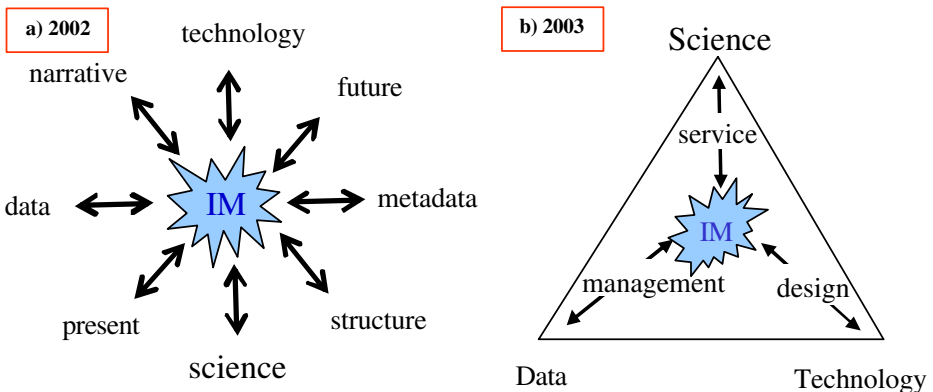 a) 2002
technology
narrative
future
data
IM
metadata
present
structure
science
b) 2003
Science
service
IM
management
design
Data
Technology